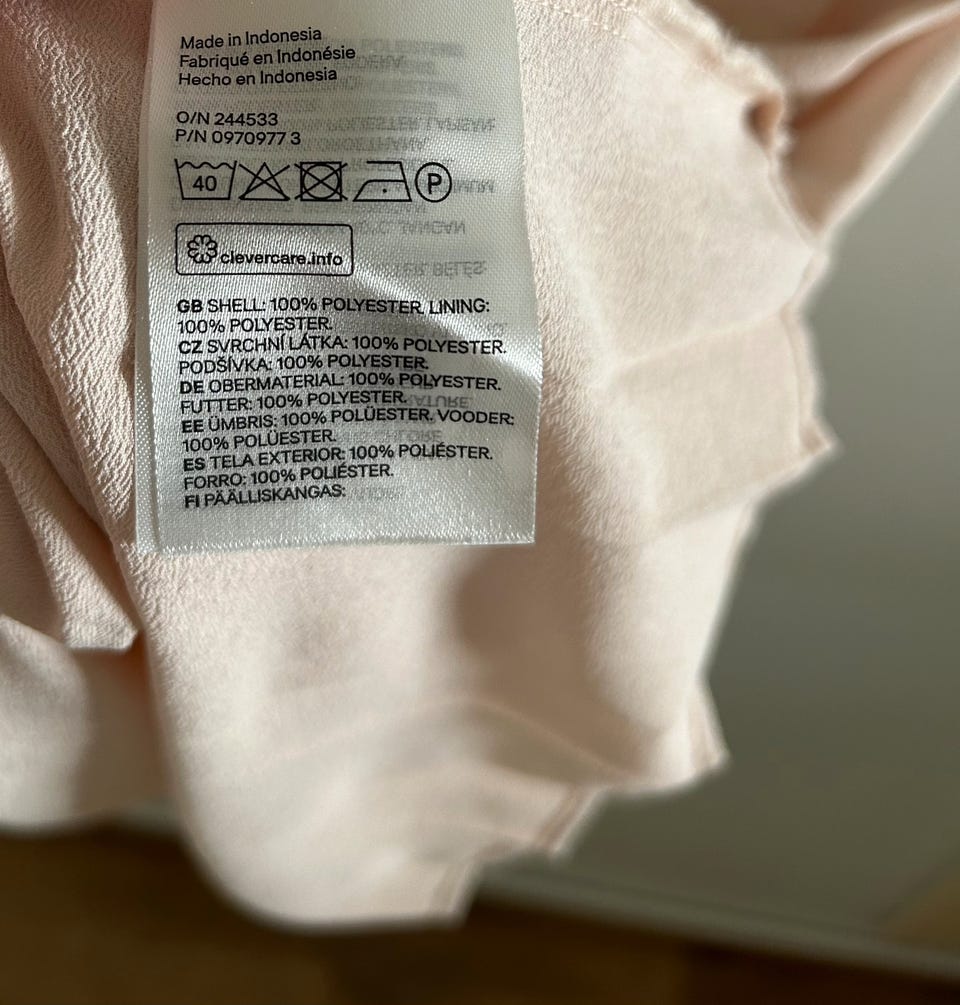 Made in Indonesia
Fabriqué en Indonésie
Hecho en Indonesia
O/N 244533
P/N 0970977 3
40
P
clevercare.info
GB SHELL: 100% POLYESTER. LINING:
100% POLYESTER.
CZ SVRCHNÍ LÁTKA: 100% POLYESTER.
PODŠÍVKA: 100% POLYESTER.
DE OBERMATERIAL: 100% POLYESTER.
FUTTER: 100% POLYESTER.
EE ÜMBRIS: 100% POLÜESTER. VOODER:
100% POLÜESTER.
ES TELA EXTERIOR: 100% POLIÉSTER.
FORRO: 100% POLIÉSTER.
FI PÄÄLLISKANGAS: